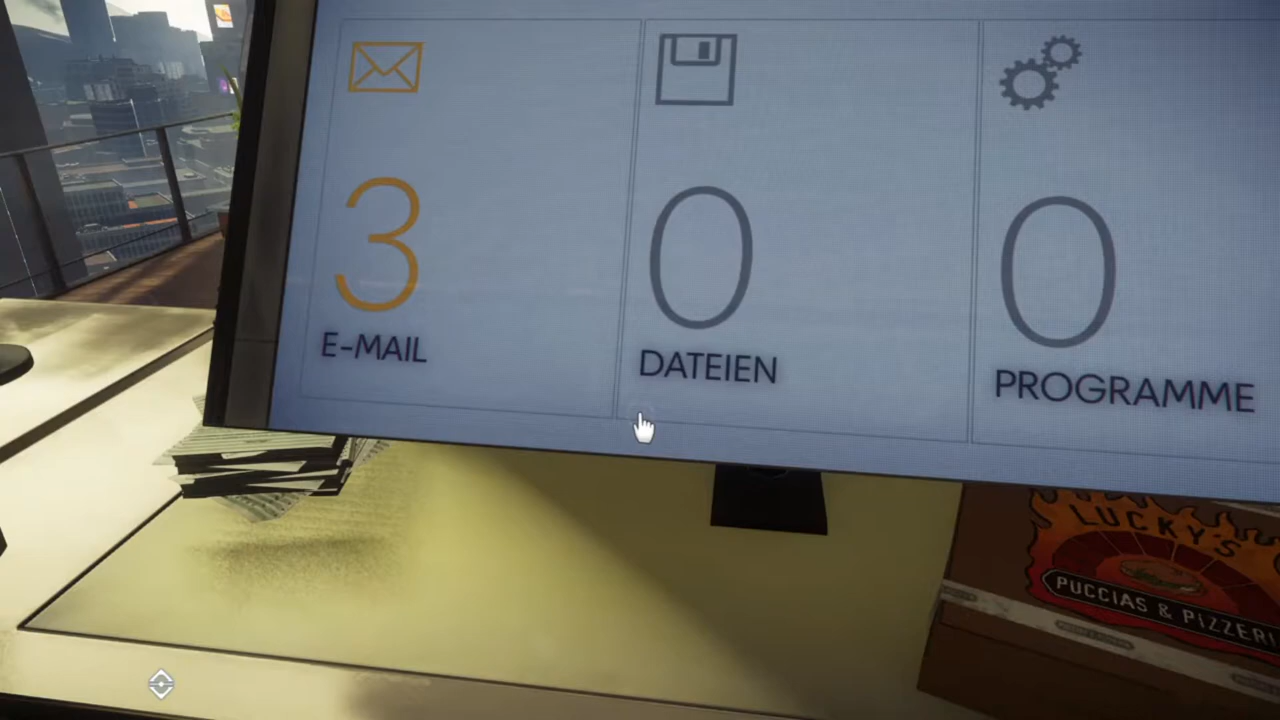 3
E-MAIL
0
DATEIEN
0
PROGRAMME
LUCKY'S
PUCCIAS & PIZZERI